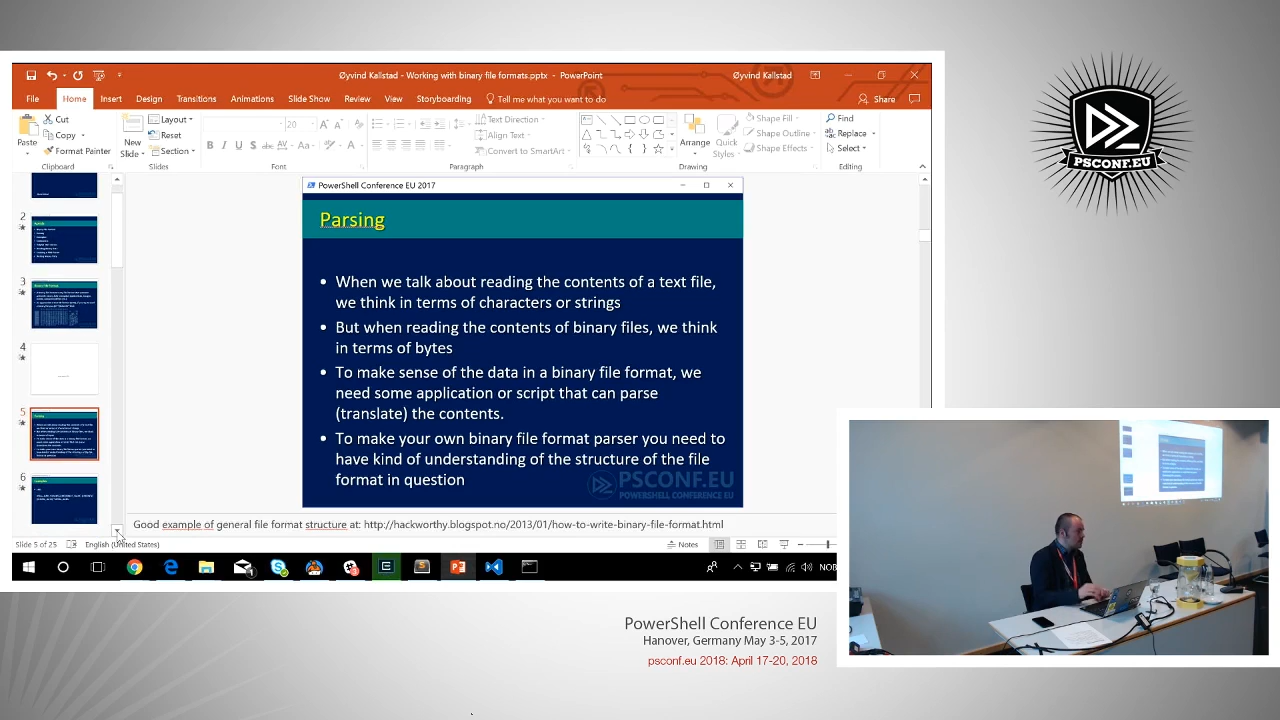 Øyvind Kallstad - Working with binary file formats.pptx - PowerPoint
Øyvind Kallstad
File Home Insert Design Transitions Animations Slide Show Review View Storyboarding Tell me what you want to do
Share
Paste
Cut
Copy
Format Painter
Clipboard
New
Slide
Layout
Reset
Section
Slides
20
Font
Text Direction
Align Text
Convert to SmartArt
Paragraph
Arrange
Quick
Styles
Shape Fill
Shape Outline
Shape Effects
Drawing
Find
Replace
Select
Editing
2
3
4
5
6
PowerShell Conference EU 2017
Parsing
• When we talk about reading the contents of a text file,
we think in terms of characters or strings
• But when reading the contents of binary files, we think
in terms of bytes
• To make sense of the data in a binary file format, we
need some application or script that can parse
(translate) the contents.
• To make your own binary file format parser you need to
have kind of understanding of the structure of the file
format in question
PSCONF.EU
POWERSHELL CONFERENCE EU
Good example of general file format structure at: http://hackworthy.blogspot.no/2013/01/how-to-write-binary-file-format.html
Slide 5 of 25
English (United States)
Notes
NOB
PSCONF.EU
PowerShell Conference EU
Hanover, Germany May 3-5, 2017
psconf.eu 2018: April 17-20, 2018